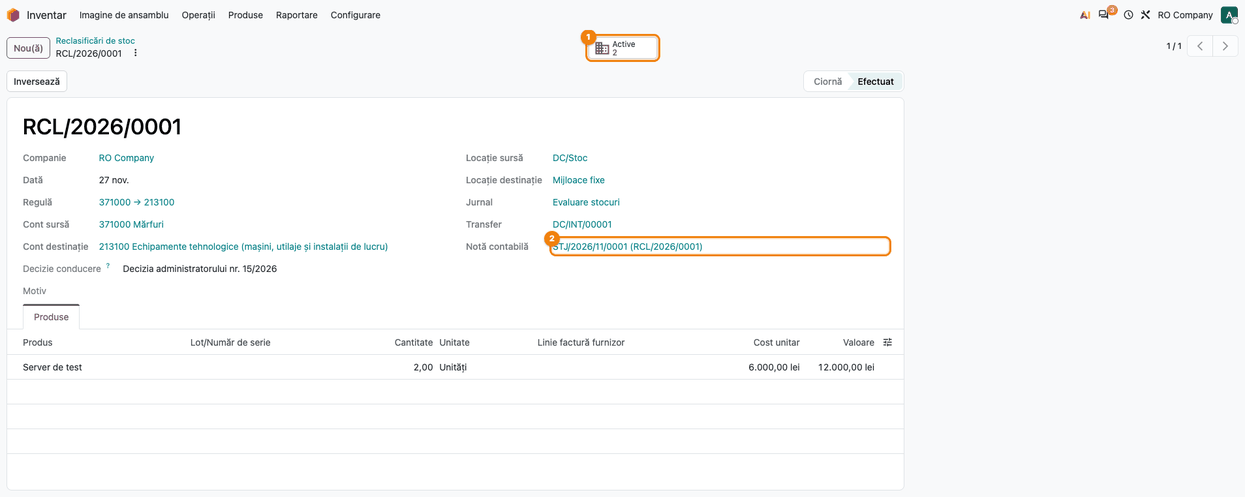 Inventar Imagine de ansamblu Operații Produse Raportare Configurare AI 3 RO Company A
Nou(ă) Reclasificări de stoc
RCL/2026/0001
1 Active
2
1 / 1
Inversează Ciornă Efectuat
RCL/2026/0001
Companie RO Company Locație sursă DC/Stoc
Dată 27 nov. Locație destinație Mijloace fixe
Regulă 371000 → 213100 Jurnal Evaluare stocuri
Cont sursă 371000 Mărfuri Transfer DC/INT/00001
Cont destinație 213100 Echipamente tehnologice (mașini, utilaje și instalații de lucru) Notă contabilă 2 STJ/2026/11/0001 (RCL/2026/0001)
Decizie conducere ? Decizia administratorului nr. 15/2026
Motiv
Produse
Produs Lot/Număr de serie Cantitate Unitate Linie factură furnizor Cost unitar Valoare
Server de test 2,00 Unități 6.000,00 lei 12.000,00 lei